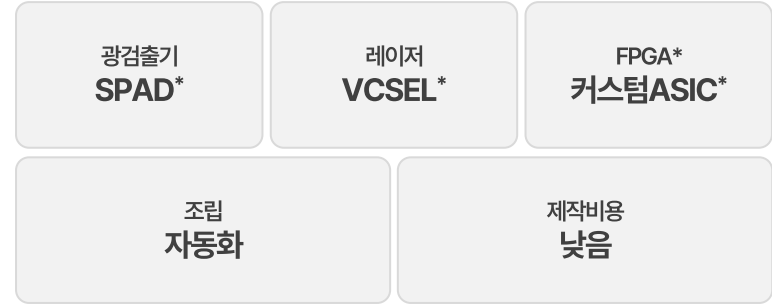 광검출기
SPAD*
레이저
VCSEL*
FPGA*
커스텀ASIC*
조립
자동화
제작비용
낮음